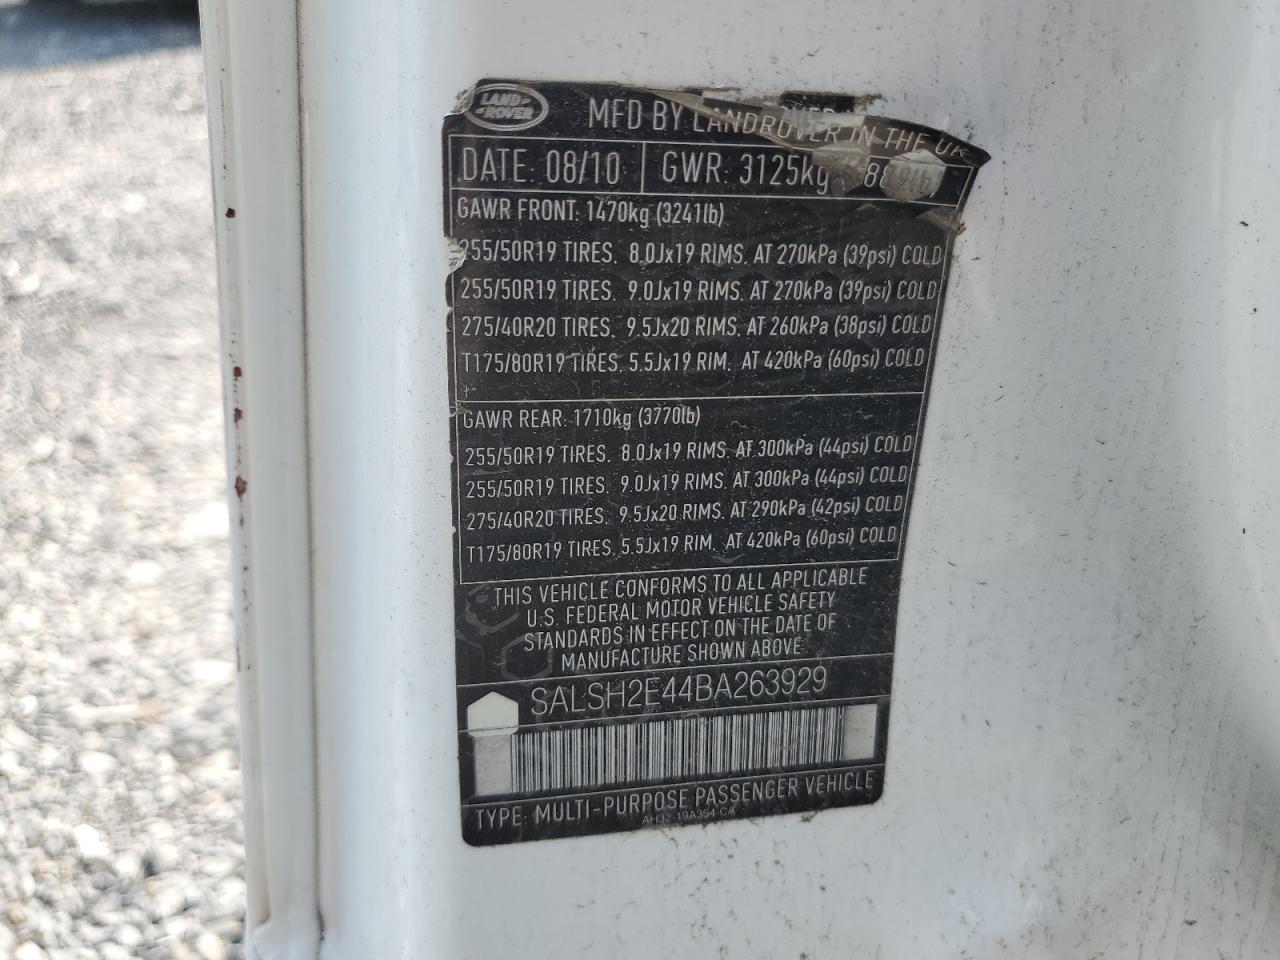 LAND-
-ROVER
MFD BY LANDROVER IN THE UK
DATE: 08/10 GWR: 3125kg
GAWR FRONT: 1470kg (3241lb)
255/50R19 TIRES. 8.0Jx19 RIMS. AT 270kPa (39psi) COLD
255/50R19 TIRES. 9.0Jx19 RIMS. AT 270kPa (39psi) COLD
275/40R20 TIRES. 9.5Jx20 RIMS. AT 260kPa (38psi) COLD
T175/80R19 TIRES. 5.5Jx19 RIM. AT 420kPa (60psi) COLD
GAWR REAR: 1710kg (3770lb)
255/50R19 TIRES. 8.0Jx19 RIMS. AT 300kPa (44psi) COLD
255/50R19 TIRES. 9.0Jx19 RIMS. AT 300kPa (44psi) COLD
275/40R20 TIRES. 9.5Jx20 RIMS. AT 290kPa (42psi) COLD
T175/80R19 TIRES. 5.5Jx19 RIM. AT 420kPa (60psi) COLD
THIS VEHICLE CONFORMS TO ALL APPLICABLE
U.S. FEDERAL MOTOR VEHICLE SAFETY
STANDARDS IN EFFECT ON THE DATE OF
MANUFACTURE SHOWN ABOVE
SALSH2E44BA263929
TYPE: MULTI-PURPOSE PASSENGER VEHICLE
AH32-19A354-CA